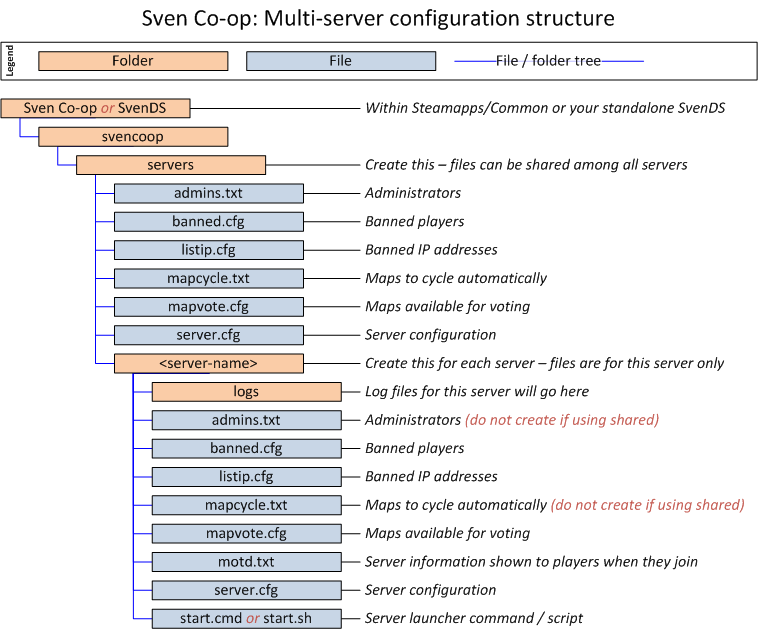 Sven Co-op: Multi-server configuration structure
Legend
Folder File File / folder tree
Sven Co-op or SvenDS Within Steamapps/Common or your standalone SvenDS
svencoop
servers Create this – files can be shared among all servers
admins.txt Administrators
banned.cfg Banned players
listip.cfg Banned IP addresses
mapcycle.txt Maps to cycle automatically
mapvote.cfg Maps available for voting
server.cfg Server configuration
<server-name> Create this for each server – files are for this server only
logs Log files for this server will go here
admins.txt Administrators (do not create if using shared)
banned.cfg Banned players
listip.cfg Banned IP addresses
mapcycle.txt Maps to cycle automatically (do not create if using shared)
mapvote.cfg Maps available for voting
motd.txt Server information shown to players when they join
server.cfg Server configuration
start.cmd or start.sh Server launcher command / script